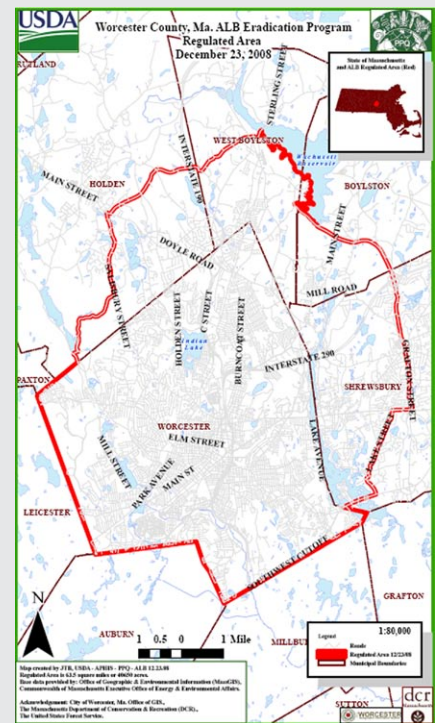 USDA
Worcester County, Ma. ALB Eradication Program
Regulated Area
December 23, 2008
PPQ
State of Massachusetts
and ALB Regulated Area (Red)
RUTLAND
STERLING STREET
WEST BOYLSTON
Wachusett
Reservoir
INTERSTATE 190
MAIN STREET
HOLDEN
BOYLSTON
MAIN STREET
DOYLE ROAD
SALISBURY STREET
MILL ROAD
HOLDEN STREET
C STREET
BURNCOAT STREET
Indian
Lake
GRAFTON STREET
INTERSTATE 290
PAXTON
SHREWSBURY
WORCESTER
ELM STREET
LAKE AVENUE
LAKE STREET
MILL STREET
PARK AVENUE
MAIN ST
LEICESTER
SOUTHWEST CUTOFF
GRAFTON
AUBURN
N
1 0.5 0 1 Mile
1:80,000
Legend
Roads
Regulated Area 12/23/08
Municipal Boundaries
Map created by JTB, USDA - APHIS - PPQ - ALB 12.23.08
Regulated Area is 63.5 square miles or 40650 acres.
Base data provided by: Office of Geographic & Environmental Information (MassGIS),
Commonwealth of Massachusetts Executive Office of Energy & Environmental Affairs.
Acknowledgement: City of Worcester, Ma. Office of GIS.,
The Massachusetts Department of Conservation & Recreation (DCR).,
The United States Forest Service.
SUTTON
dcr
Massachusetts
WORCESTER